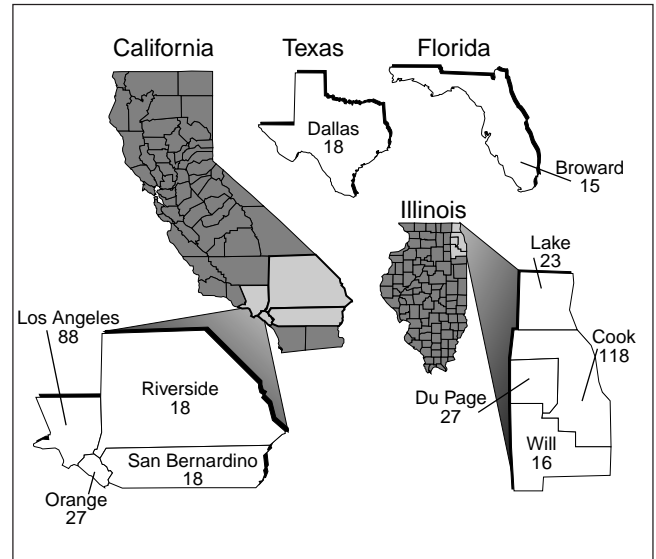 California
Texas
Florida
Dallas
18
Broward
15
Illinois
Lake
23
Los Angeles
88
Cook
118
Riverside
18
Du Page
27
Will
16
San Bernardino
18
Orange
27